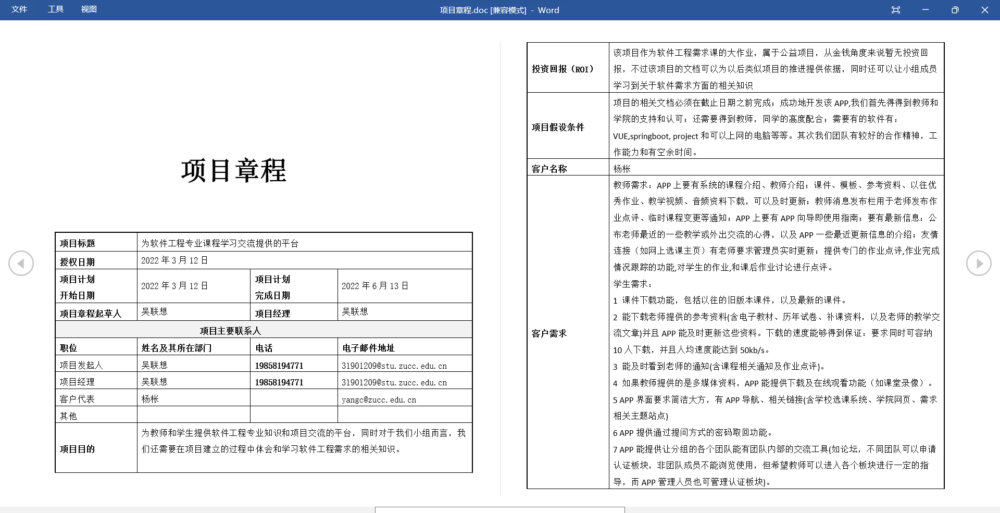 文件 工具 视图 项目章程.doc [兼容模式] - Word
项目章程
项目标题 为软件工程专业课程学习交流提供的平台
授权日期 2022 年 3 月 12 日
项目计划
开始日期 2022 年 3 月 12 日 项目计划
完成日期 2022 年 6 月 13 日
项目章程起草人 吴联想 项目经理 吴联想
项目主要联系人
职位 姓名及其所在部门 电话 电子邮件地址
项目发起人 吴联想 19858194771 31901209@stu.zucc.edu.cn
项目经理 吴联想 19858194771 31901209@stu.zucc.edu.cn
客户代表 杨枨 yangc@zucc.edu.cn
其他
项目目的
为教师和学生提供软件工程专业知识和项目交流的平台，同时对于我们小组而言，我
们还需要在项目建立的过程中体会和学习软件工程需求的相关知识。
投资回报（ROI）
该项目作为软件工程需求课的大作业，属于公益项目，从金钱角度来说暂无投资回
报，不过该项目的文档可以为以后类似项目的推进提供依据，同时还可以让小组成员
学习到关于软件需求方面的相关知识
项目假设条件
项目的相关文档必须在截止日期之前完成；成功地开发该 APP,我们首先得得到教师和
学院的支持和认可；还需要得到教师，同学的高度配合；需要有的软件有：
VUE,springboot, project 和可以上网的电脑等等。其次我们团队有较好的合作精神，工
作能力和有空余时间。
客户名称 杨枨
客户需求
教师需求：APP 上要有系统的课程介绍、教师介绍；课件、模板、参考资料、以往优
秀作业、教学视频、音频资料下载，可以及时更新；教师消息发布栏用于老师发布作
业点评、临时课程变更等通知；APP 上要有 APP 向导即使用指南；要有最新信息：公
布老师最近的一些教学或外出交流的心得，以及 APP 一些最近更新信息的介绍；友情
连接（如网上选课主页）有老师要求管理员实时更新；提供专门的作业点评,作业完成
情况跟踪的功能,对学生的作业,和课后作业讨论进行点评。
学生需求：
1 课件下载功能，包括以往的旧版本课件，以及最新的课件。
2 能下载老师提供的参考资料(含电子教材、历年试卷、补课资料，以及老师的教学交
流文章)并且 APP 能及时更新这些资料。下载的速度能够得到保证：要求同时可容纳
10 人下载，并且人均速度能达到 50kb/s。
3 能及时看到老师的通知(含课程相关通知及作业点评)。
4 如果教师提供的是多媒体资料，APP 能提供下载及在线观看功能（如课堂录像）。
5 APP 界面要求简洁大方，有 APP 导航、相关链接(含学校选课系统、学院网页、需求
相关主题站点)
6 APP 提供通过提问方式的密码取回功能。
7 APP 能提供让分组的各个团队能有团队内部的交流工具(如论坛，不同团队可以申请
认证板块，非团队成员不能浏览使用，但希望教师可以进入各个板块进行一定的指
导，而 APP 管理人员也可管理认证板块)。